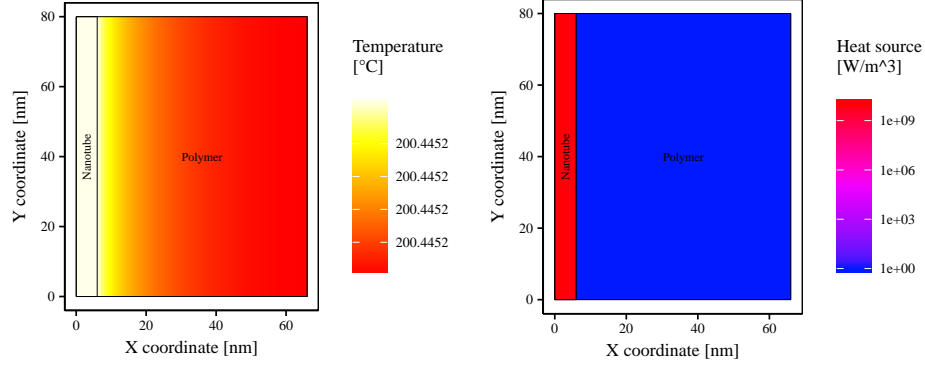 80
60
40
20
0
Y coordinate [nm]
Nanotube
Polymer
0
20
40
60
X coordinate [nm]
Temperature
[°C]
200.4452
200.4452
200.4452
200.4452
80
60
40
20
0
Y coordinate [nm]
Nanotube
Polymer
0
20
40
60
X coordinate [nm]
Heat source
[W/m^3]
1e+09
1e+06
1e+03
1e+00